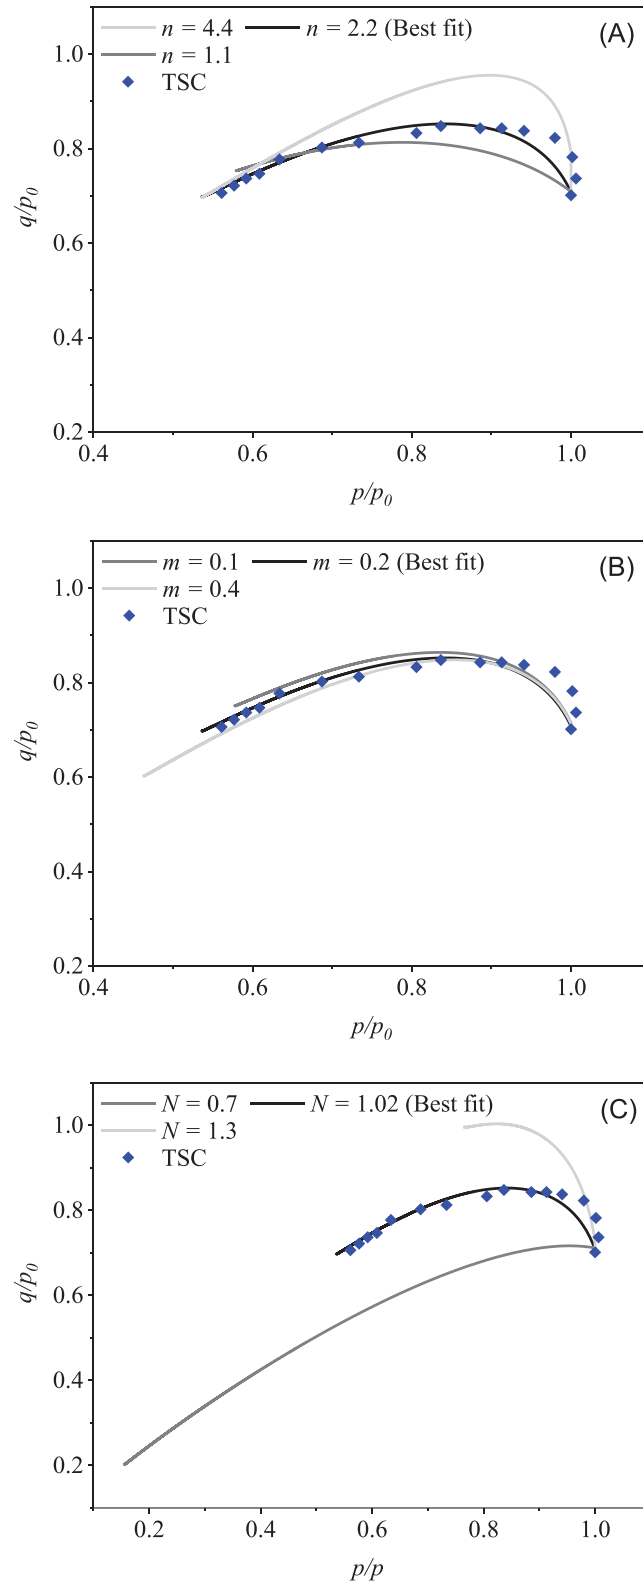 n = 4.4 n = 2.2 (Best fit) (A)
n = 1.1
TSC
1.0
0.8
0.6
0.4
0.2
q/p0
0.4 0.6 0.8 1.0
p/p0
m = 0.1 m = 0.2 (Best fit) (B)
m = 0.4
TSC
1.0
0.8
0.6
0.4
0.2
q/p0
0.4 0.6 0.8 1.0
p/p0
N = 0.7 N = 1.02 (Best fit) (C)
N = 1.3
TSC
1.0
0.8
0.6
0.4
0.2
q/p0
0.2 0.4 0.6 0.8 1.0
p/p